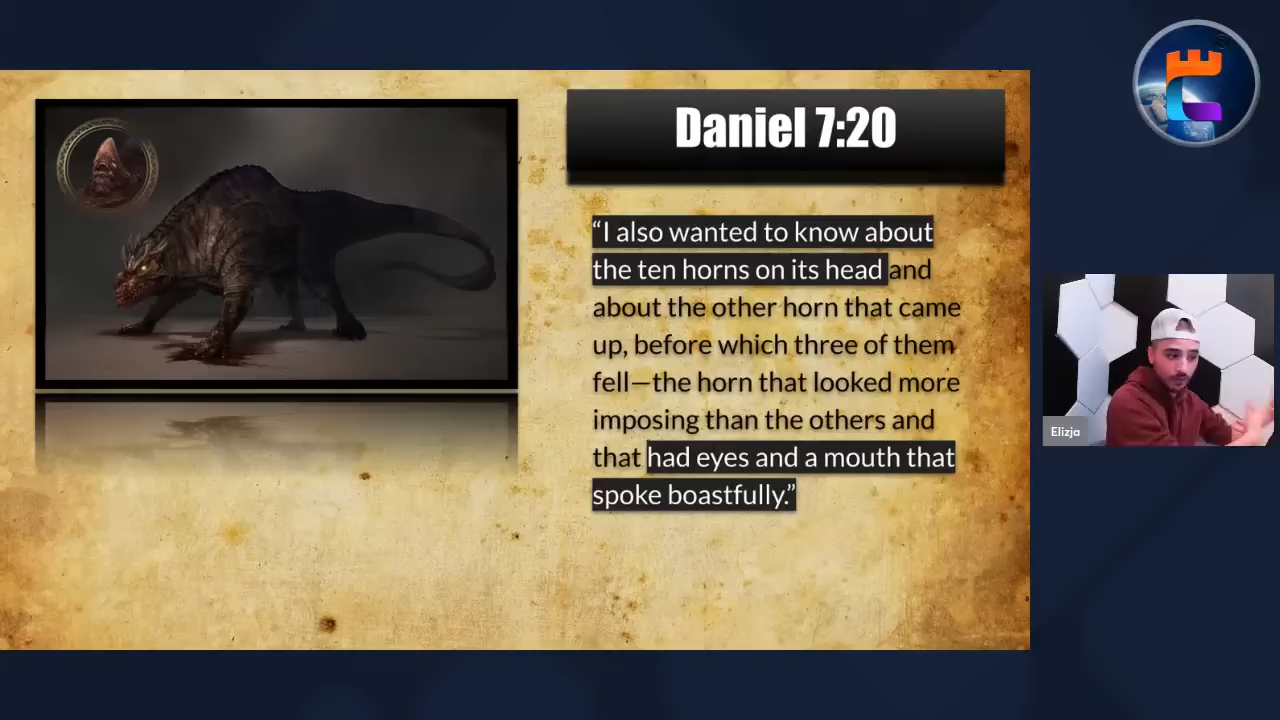 Daniel 7:20
“I also wanted to know about
the ten horns on its head and
about the other horn that came
up, before which three of them
fell—the horn that looked more
imposing than the others and
that had eyes and a mouth that
spoke boastfully.”
Elizja